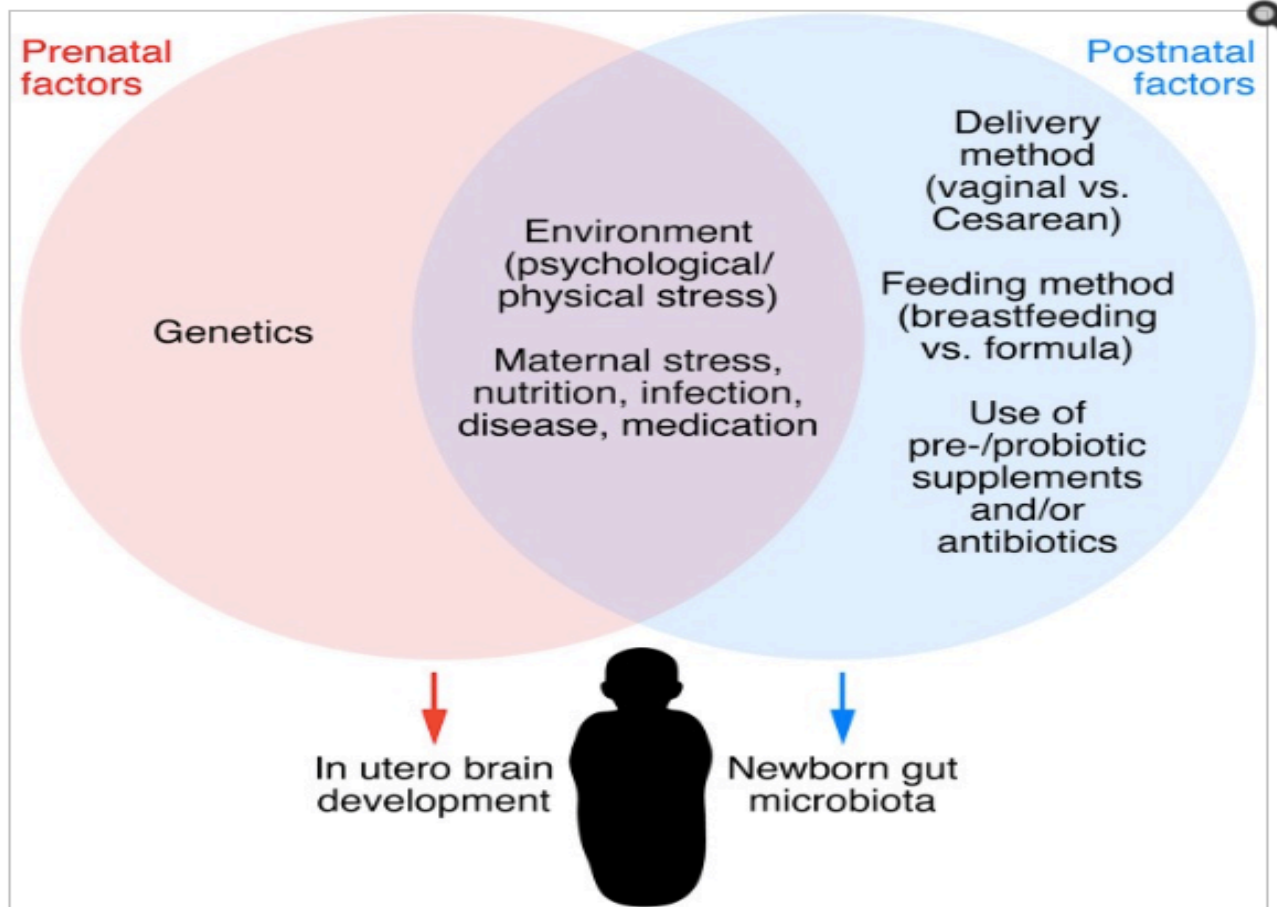 Prenatal
factors
Postnatal
factors
Genetics
Environment
(psychological/
physical stress)
Maternal stress,
nutrition, infection,
disease, medication
Delivery
method
(vaginal vs.
Cesarean)
Feeding method
(breastfeeding
vs. formula)
Use of
pre-/probiotic
supplements
and/or
antibiotics
In utero brain
development
Newborn gut
microbiota